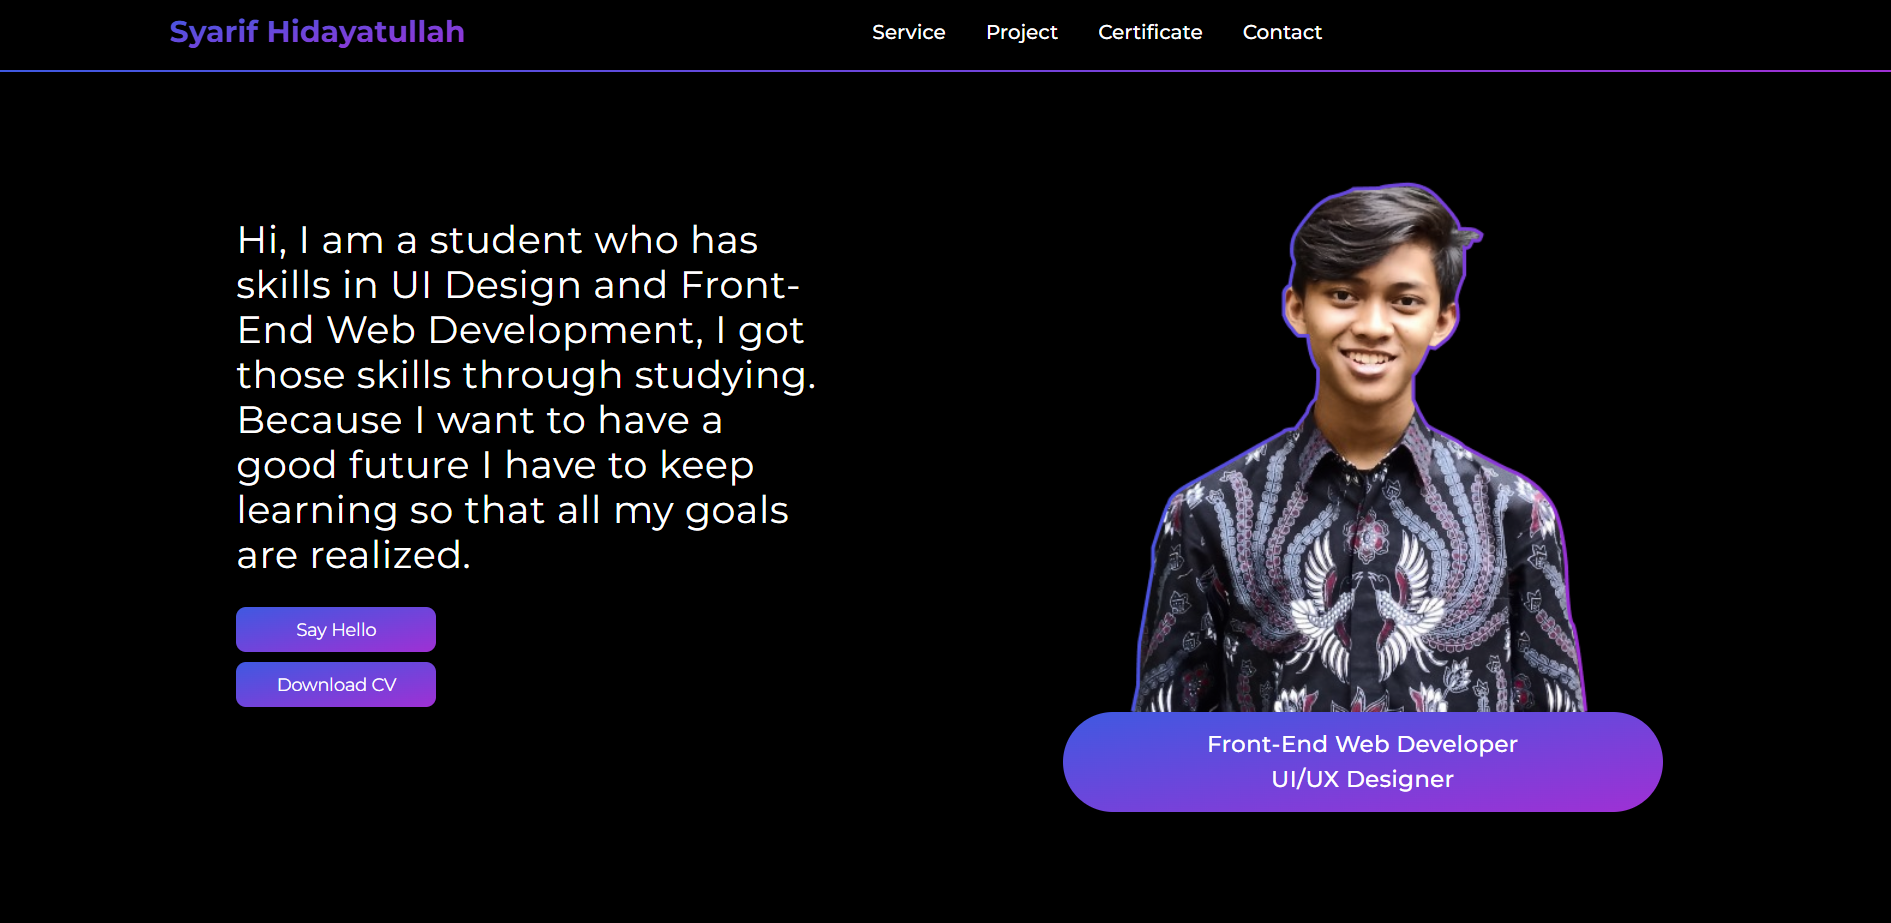 Syarif Hidayatullah
Service
Project
Certificate
Contact
Hi, I am a student who has
skills in UI Design and Front-
End Web Development, I got
those skills through studying.
Because I want to have a
good future I have to keep
learning so that all my goals
are realized.
Say Hello
Download CV
Front-End Web Developer
UI/UX Designer